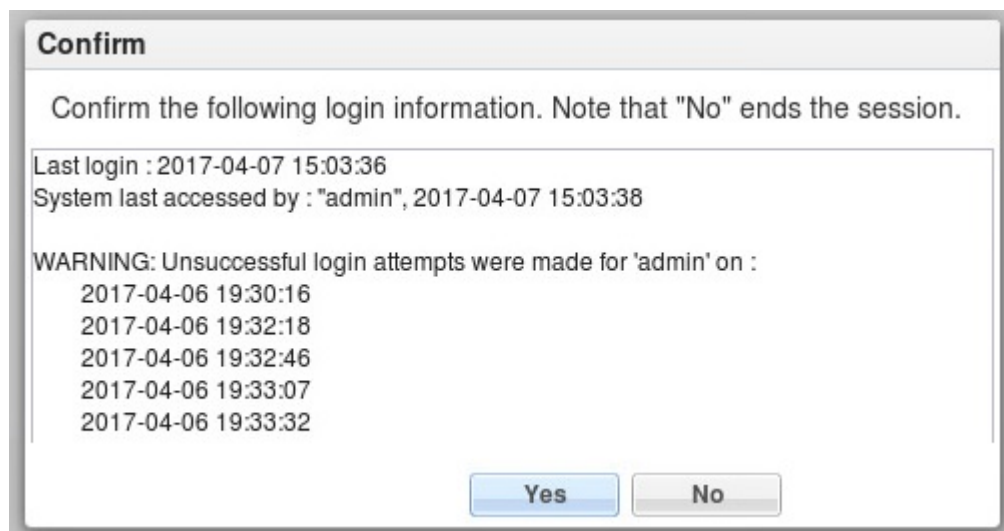 Confirm
Confirm the following login information. Note that "No" ends the session.
Last login : 2017-04-07 15:03:36
System last accessed by : "admin", 2017-04-07 15:03:38
WARNING: Unsuccessful login attempts were made for 'admin' on :
2017-04-06 19:30:16
2017-04-06 19:32:18
2017-04-06 19:32:46
2017-04-06 19:33:07
2017-04-06 19:33:32
Yes No